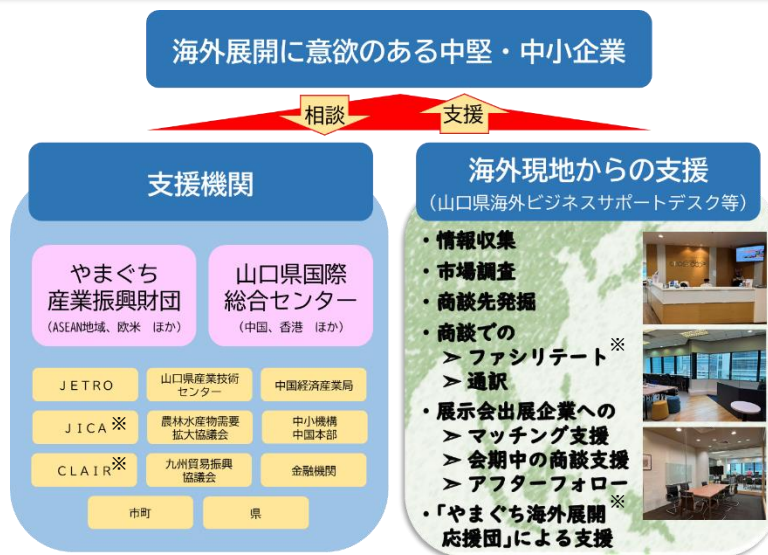 海外展開に意欲のある中堅・中小企業
相談
支援
支援機関
やまぐち
産業振興財団
(ASEAN地域、欧米 ほか)
山口県国際
総合センター
(中国、香港 ほか)
JETRO
山口県産業技術
センター
中国経済産業局
JICA※
農林水産物需要
拡大協議会
中小機構
中国本部
CLAIR※
九州貿易振興
協議会
金融機関
市町
県
海外現地からの支援
(山口県海外ビジネスサポートデスク等)
・情報収集
・市場調査
・商談先発掘
・商談での
➢ ファシリテート※
➢ 通訳
・展示会出展企業への
➢ マッチング支援
➢ 会期中の商談支援
➢ アフターフォロー
・「やまぐち海外展開※
応援団」による支援